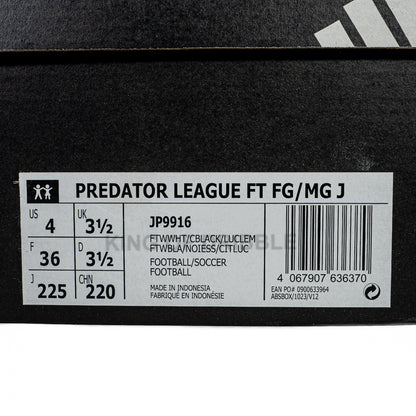 PREDATOR LEAGUE FT FG/MG J
US 4 UK 3½
F 36 D 3½
J 225 CHN 220
JP9916
FTWWHT/CBLACK/LUCLEM
FTWBLA/NOIESS/CITLUC
FOOTBALL/SOCCER
FOOTBALL
MADE IN INDONESIA
FABRIQUÉ EN INDONÉSIE
4 067907 636370
EAN PO# 0900633964
ABSBOX/1023/V12